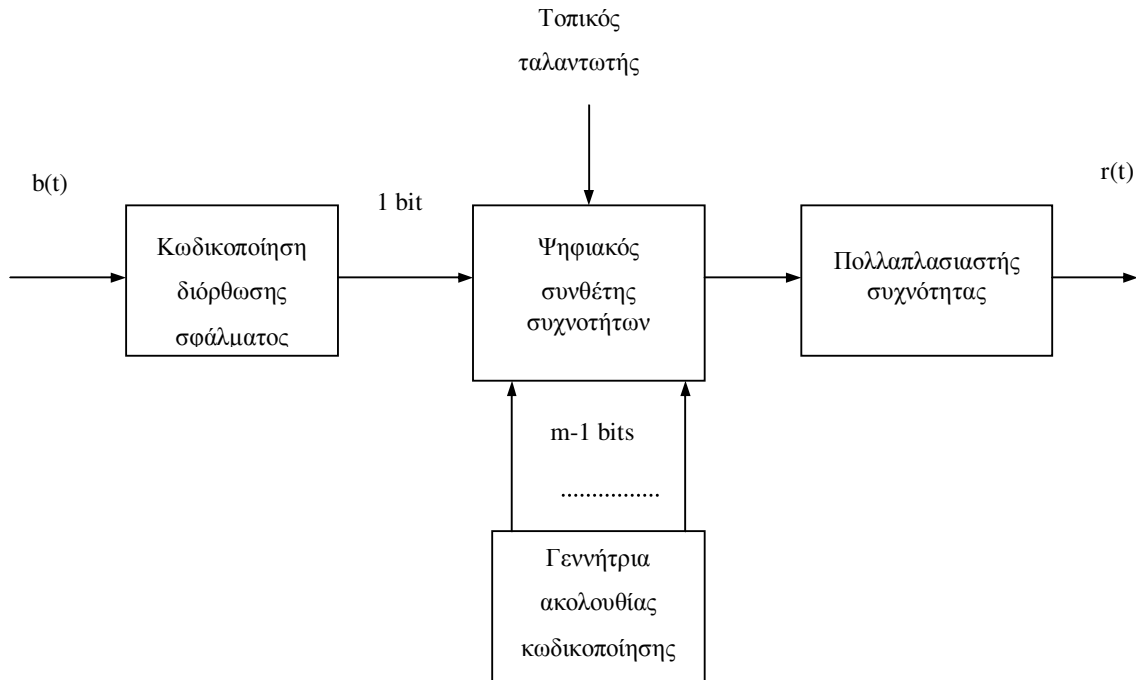 Τοπικός
ταλαντωτής
b(t)
1 bit
r(t)
Κωδικοποίηση
διόρθωσης
σφάλματος
Ψηφιακός
συνθέτης
συχνοτήτων
Πολλαπλασιαστής
συχνότητας
m-1 bits
................
Γεννήτρια
ακολουθίας
κωδικοποίησης